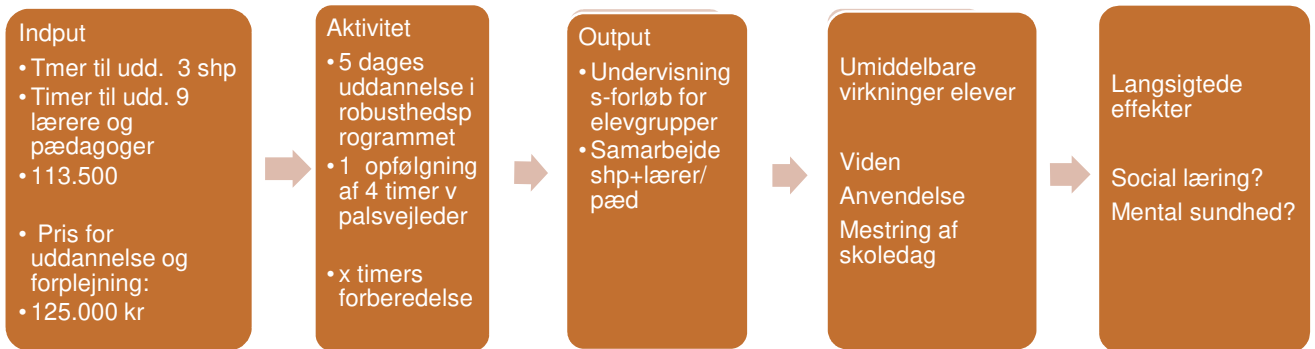 Indput
• Tmer til udd. 3 shp
• Timer til udd. 9
lærere og
pædagoger
• 113.500
• Pris for
uddannelse og
forplejning:
• 125.000 kr
Aktivitet
• 5 dages
uddannelse i
robusthedsp
rogrammet
• 1 opfølgning
af 4 timer v
palsvejleder
• x timers
forberedelse
Output
• Undervisning
s-forløb for
elevgrupper
• Samarbejde
shp+lærer/
pæd
Umiddelbare
virkninger elever
Viden
Anvendelse
Mestring af
skoledag
Langsigtede
effekter
Social læring?
Mental sundhed?